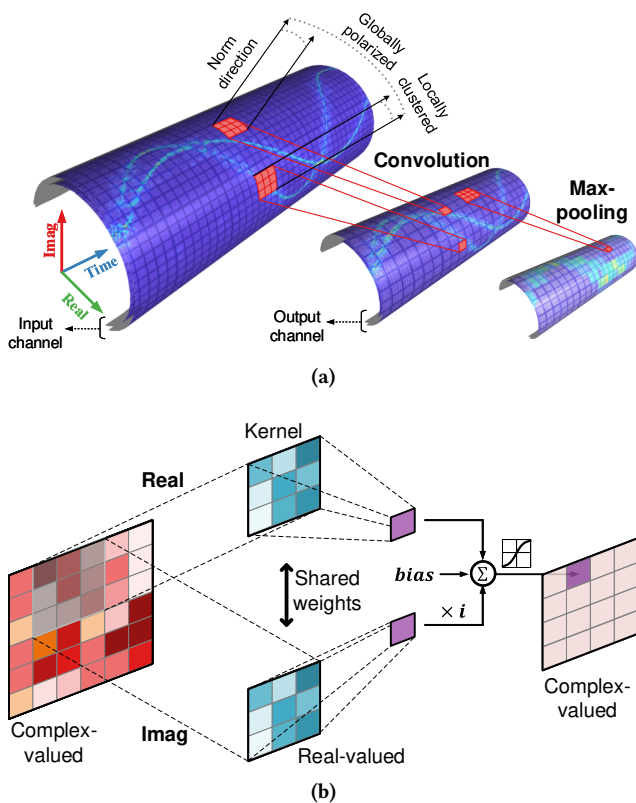 Norm
direction
Globally
polarized
Locally
clustered
Convolution
Max-
pooling
Imag
Time
Real
Input
channel
Output
channel
(a)
Kernel
Real
Shared
weights
bias
Σ
× i
Complex-
valued
Imag
Real-valued
Complex-
valued
(b)